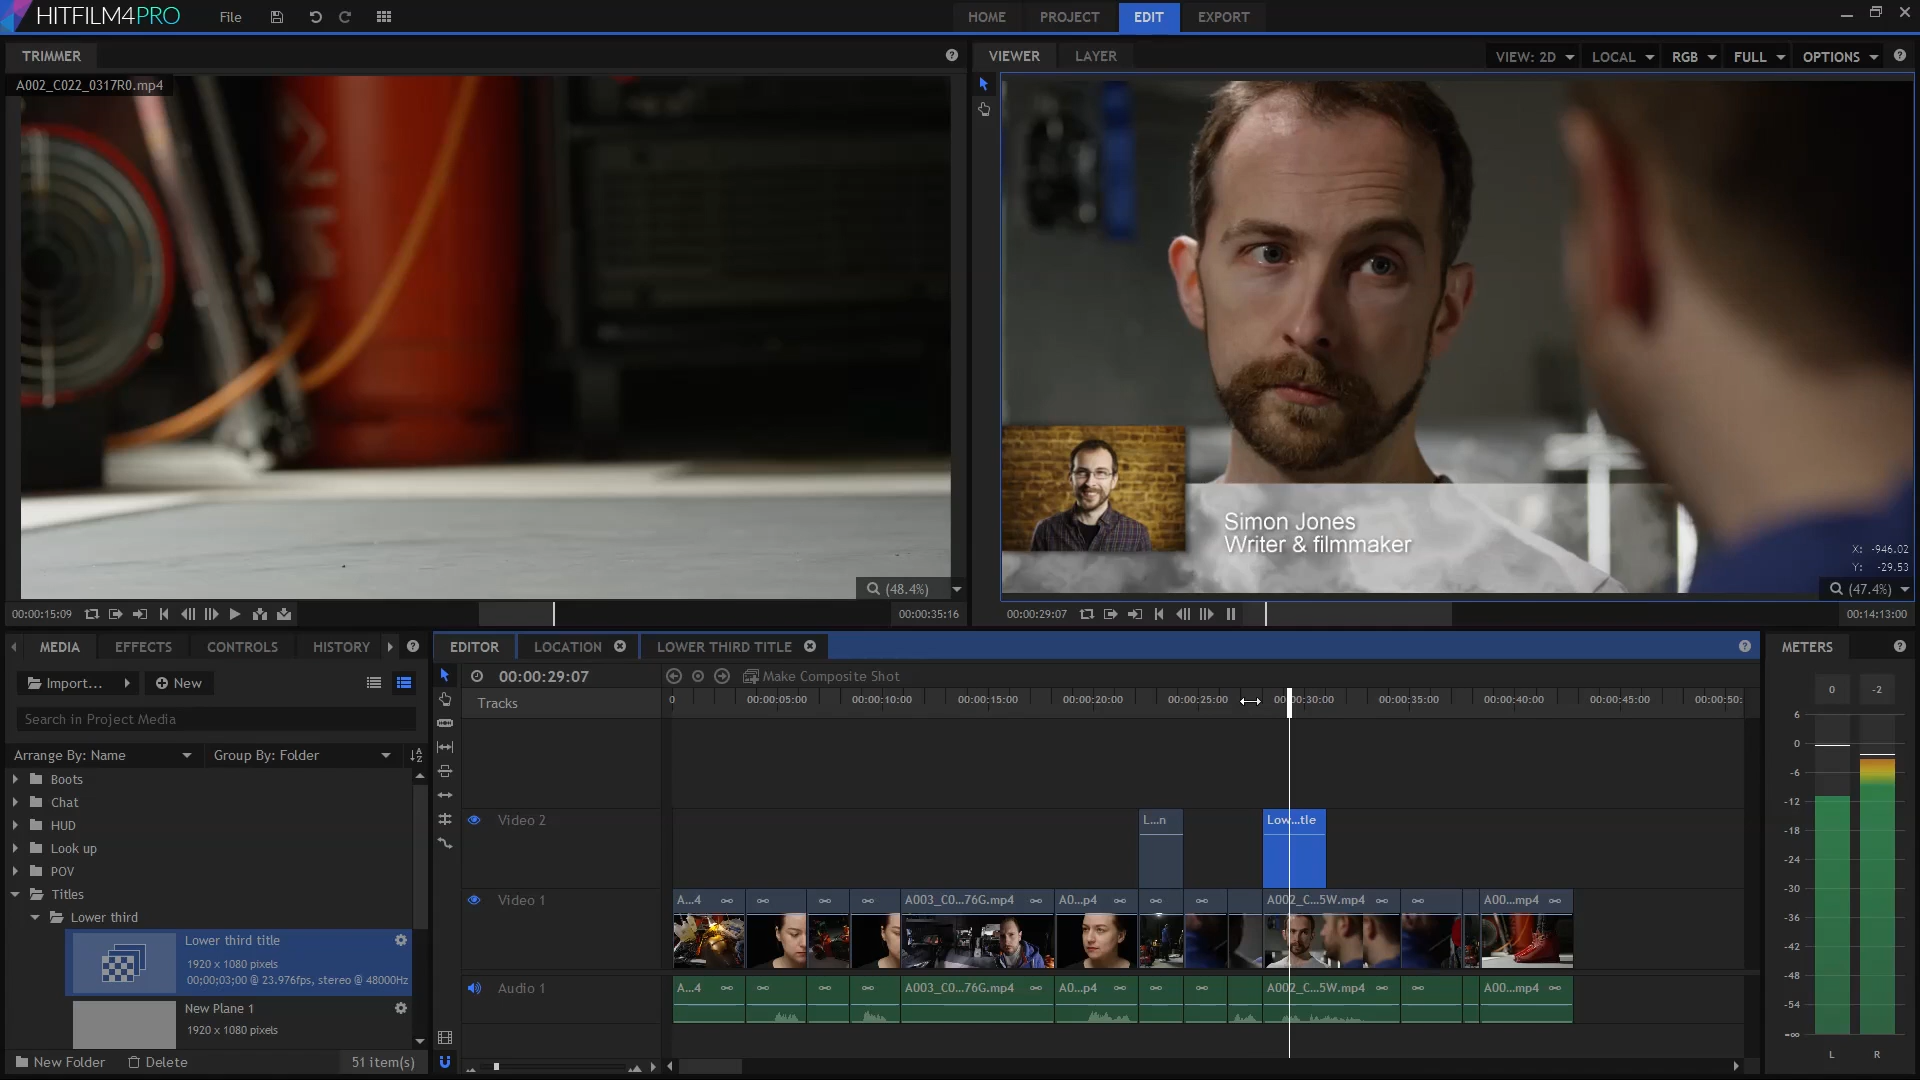 HITFILM4PRO File HOME PROJECT EDIT EXPORT
TRIMMER
A002_C022_0317R0.mp4
(48.4%)
00:00:15:09 00:00:35:16
VIEWER LAYER VIEW: 2D LOCAL RGB FULL OPTIONS
Simon Jones
Writer & filmmaker
X: -946.02
Y: -29.53
(47.4%)
00:00:29:07 00:14:13:00
MEDIA EFFECTS CONTROLS HISTORY
Import... New
Search in Project Media
Arrange By: Name Group By: Folder
Boots
Chat
HUD
Look up
POV
Titles
Lower third
Lower third title
1920 x 1080 pixels
00;00;03;00 @ 23.976fps, stereo @ 48000Hz
New Plane 1
1920 x 1080 pixels
New Folder Delete 51 item(s)
EDITOR LOCATION LOWER THIRD TITLE
00:00:29:07 Make Composite Shot
Tracks 0 00:00:05:00 00:00:10:00 00:00:15:00 00:00:20:00 00:00:25:00 00:00:30:00 00:00:35:00 00:00:40:00 00:00:45:00 00:00:50:
Video 2 L...n Low...tle
Video 1 A...4 A003_C0...76G.mp4 A0...p4 A002_C...5W.mp4 A00...mp4
Audio 1 A...4 A003_C0...76G.mp4 A0...p4 A002_C...5W.mp4 A00...mp4
METERS
0 -2
6
0
-6
-12
-18
-24
-30
-36
-42
-48
-54
-∞
L R